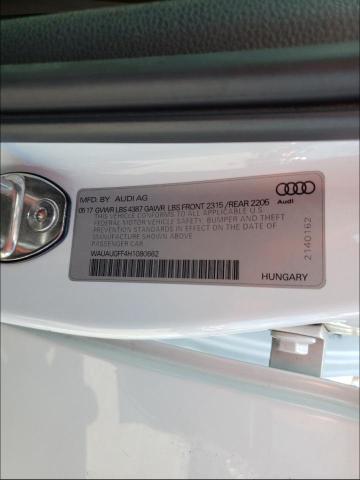 MFD. BY AUDI AG
05 17 GVWR LBS 4387 GAWR LBS FRONT 2315 /REAR 2205
THIS VEHICLE CONFORMS TO ALL APPLICABLE U.S.
FEDERAL MOTOR VEHICLE SAFETY, BUMPER AND THEFT
PREVENTION STANDARDS IN EFFECT ON THE DATE OF
MANUFACTURE SHOWN ABOVE
PASSENGER CAR
WAUAUGFF4H1080662
Audi
2140162
HUNGARY